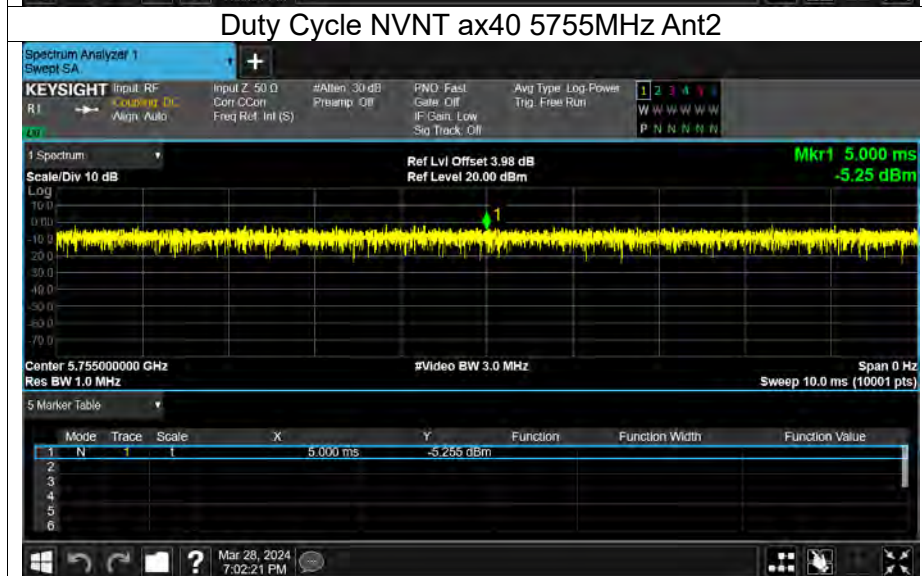 Duty Cycle NVNT ax40 5755MHz Ant2
Spectrum Analyzer 1
Swept SA
+
KEYSIGHT Input: RF Input Z: 50 Ω #Atten: 30 dB PNO: Fast Avg Type: Log-Power 1 2 3 4 5 6
R L Coupling: DC Corr CCorr Preamp: Off Gate: Off Trig: Free Run W W W W W W
Align: Auto Freq Ref: Int (S) IF Gain: Low
LXI Sig Track: Off P N N N N N
1 Spectrum Ref Lvl Offset 3.98 dB Mkr1 5.000 ms
Scale/Div 10 dB Ref Level 20.00 dBm -5.25 dBm
Log
10.0
0.00
1
-10.0
-20.0
-30.0
-40.0
-50.0
-60.0
-70.0
Center 5.755000000 GHz #Video BW 3.0 MHz Span 0 Hz
Res BW 1.0 MHz Sweep 10.0 ms (10001 pts)
5 Marker Table
Mode Trace Scale X Y Function Function Width Function Value
1 N 1 t 5.000 ms -5.255 dBm
2
3
4
5
6
? Mar 28, 2024
7:02:21 PM